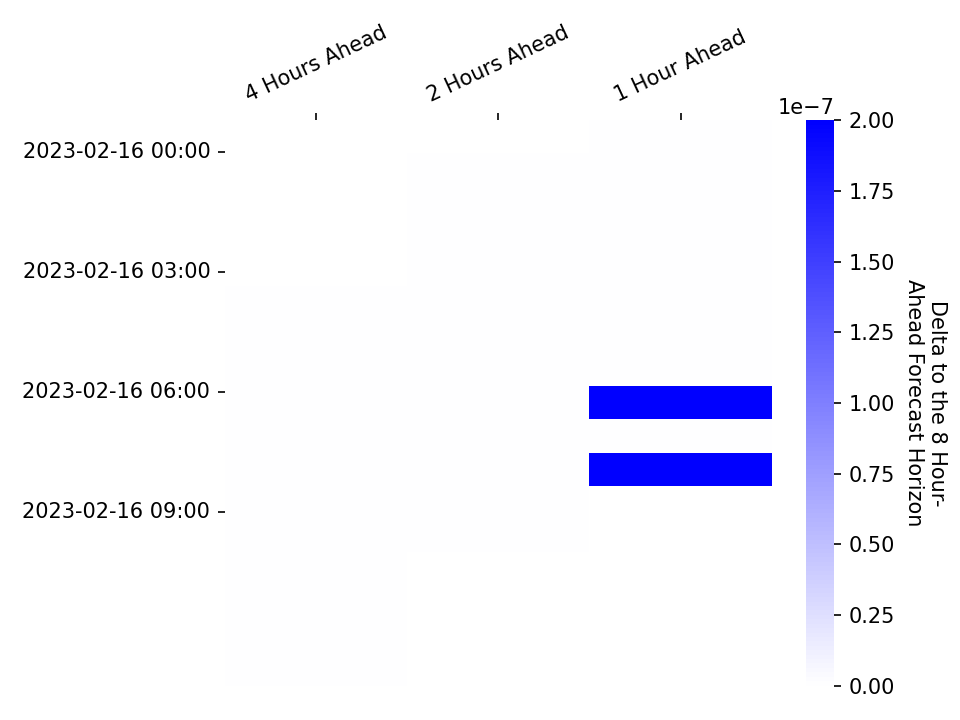 4 Hours Ahead
2 Hours Ahead
1 Hour Ahead
2023-02-16 00:00
2023-02-16 03:00
2023-02-16 06:00
2023-02-16 09:00
1e−7
2.00
1.75
1.50
1.25
1.00
0.75
0.50
0.25
0.00
Delta to the 8 Hour-
Ahead Forecast Horizon